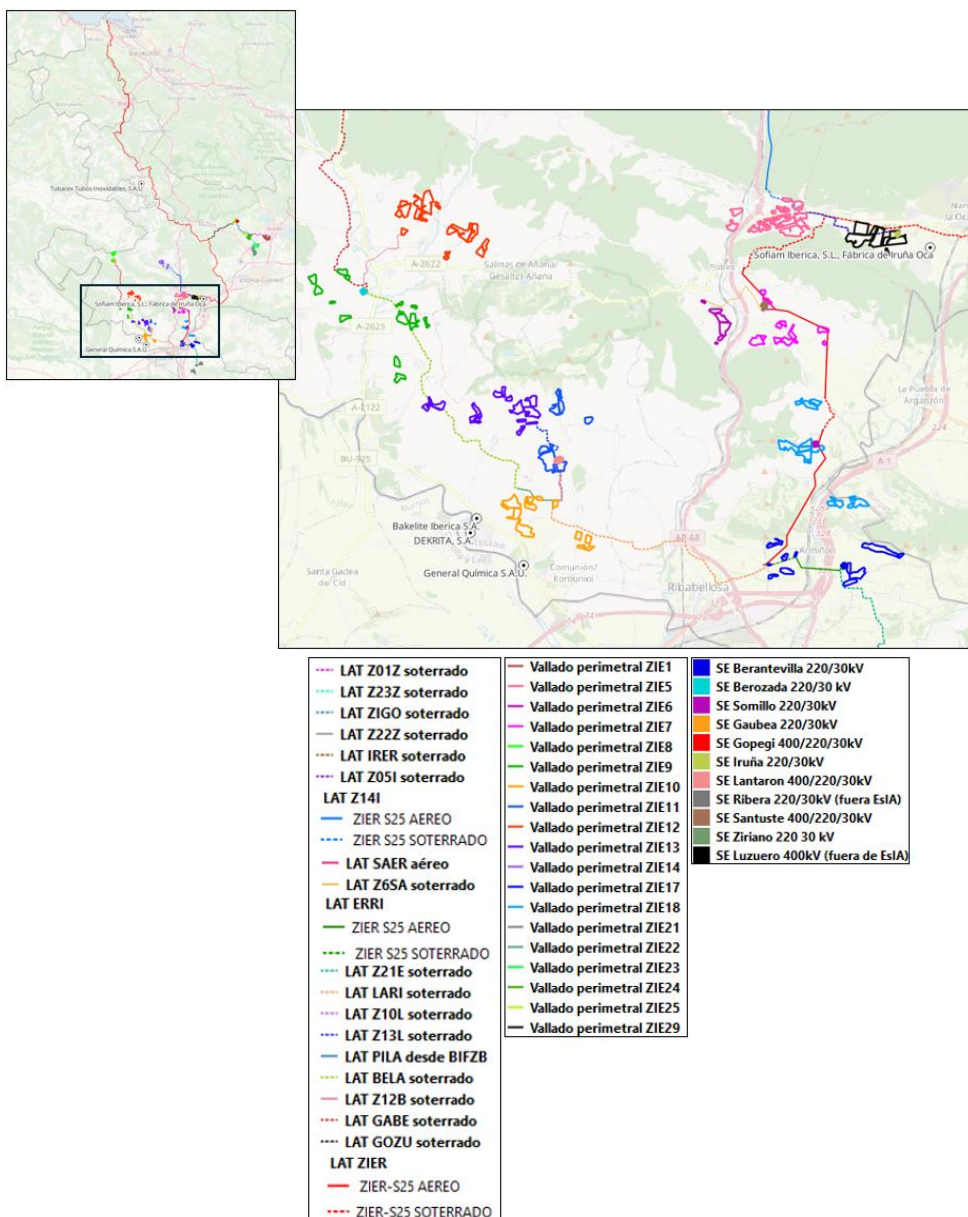 Tubacex Tubos Inoxidables, S.A.U.
Sofiam Iberica, S.L., Fábrica de Iruña Oca
General Química S.A.U.
A-2622
Salinas de Añana/
Gesaltza Añana
Pobes
Sofiam Iberica, S.L., Fábrica de Iruña Oca
A-2625
A-2122
La Puebla de
Arganzón
BU-525
A-1
Bakelite Iberica S.A.
DEKRITA, S.A.
General Química S.A.U.
Santa Gadea
del Cid
Comunión/
Komunioi
AP-68
Ribabellosa
Armiñón
LAT Z01Z soterrado
LAT Z23Z soterrado
LAT ZIGO soterrado
LAT Z22Z soterrado
LAT IRER soterrado
LAT Z05I soterrado
LAT Z14I
ZIER S25 AEREO
ZIER S25 SOTERRADO
LAT SAER aéreo
LAT Z6SA soterrado
LAT ERRI
ZIER S25 AEREO
ZIER S25 SOTERRADO
LAT Z21E soterrado
LAT LARI soterrado
LAT Z10L soterrado
LAT Z13L soterrado
LAT PILA desde BIFZB
LAT BELA soterrado
LAT Z12B soterrado
LAT GABE soterrado
LAT GOZU soterrado
LAT ZIER
ZIER-S25 AEREO
ZIER-S25 SOTERRADO
Vallado perimetral ZIE1
Vallado perimetral ZIE5
Vallado perimetral ZIE6
Vallado perimetral ZIE7
Vallado perimetral ZIE8
Vallado perimetral ZIE9
Vallado perimetral ZIE10
Vallado perimetral ZIE11
Vallado perimetral ZIE12
Vallado perimetral ZIE13
Vallado perimetral ZIE14
Vallado perimetral ZIE17
Vallado perimetral ZIE18
Vallado perimetral ZIE21
Vallado perimetral ZIE22
Vallado perimetral ZIE23
Vallado perimetral ZIE24
Vallado perimetral ZIE25
Vallado perimetral ZIE29
SE Berantevilla 220/30kV
SE Berozada 220/30 kV
SE Somillo 220/30kV
SE Gaubea 220/30kV
SE Gopegi 400/220/30kV
SE Iruña 220/30kV
SE Lantaron 400/220/30kV
SE Ribera 220/30kV (fuera EsIA)
SE Santuste 400/220/30kV
SE Ziriano 220 30 kV
SE Luzuero 400kV (fuera de EsIA)